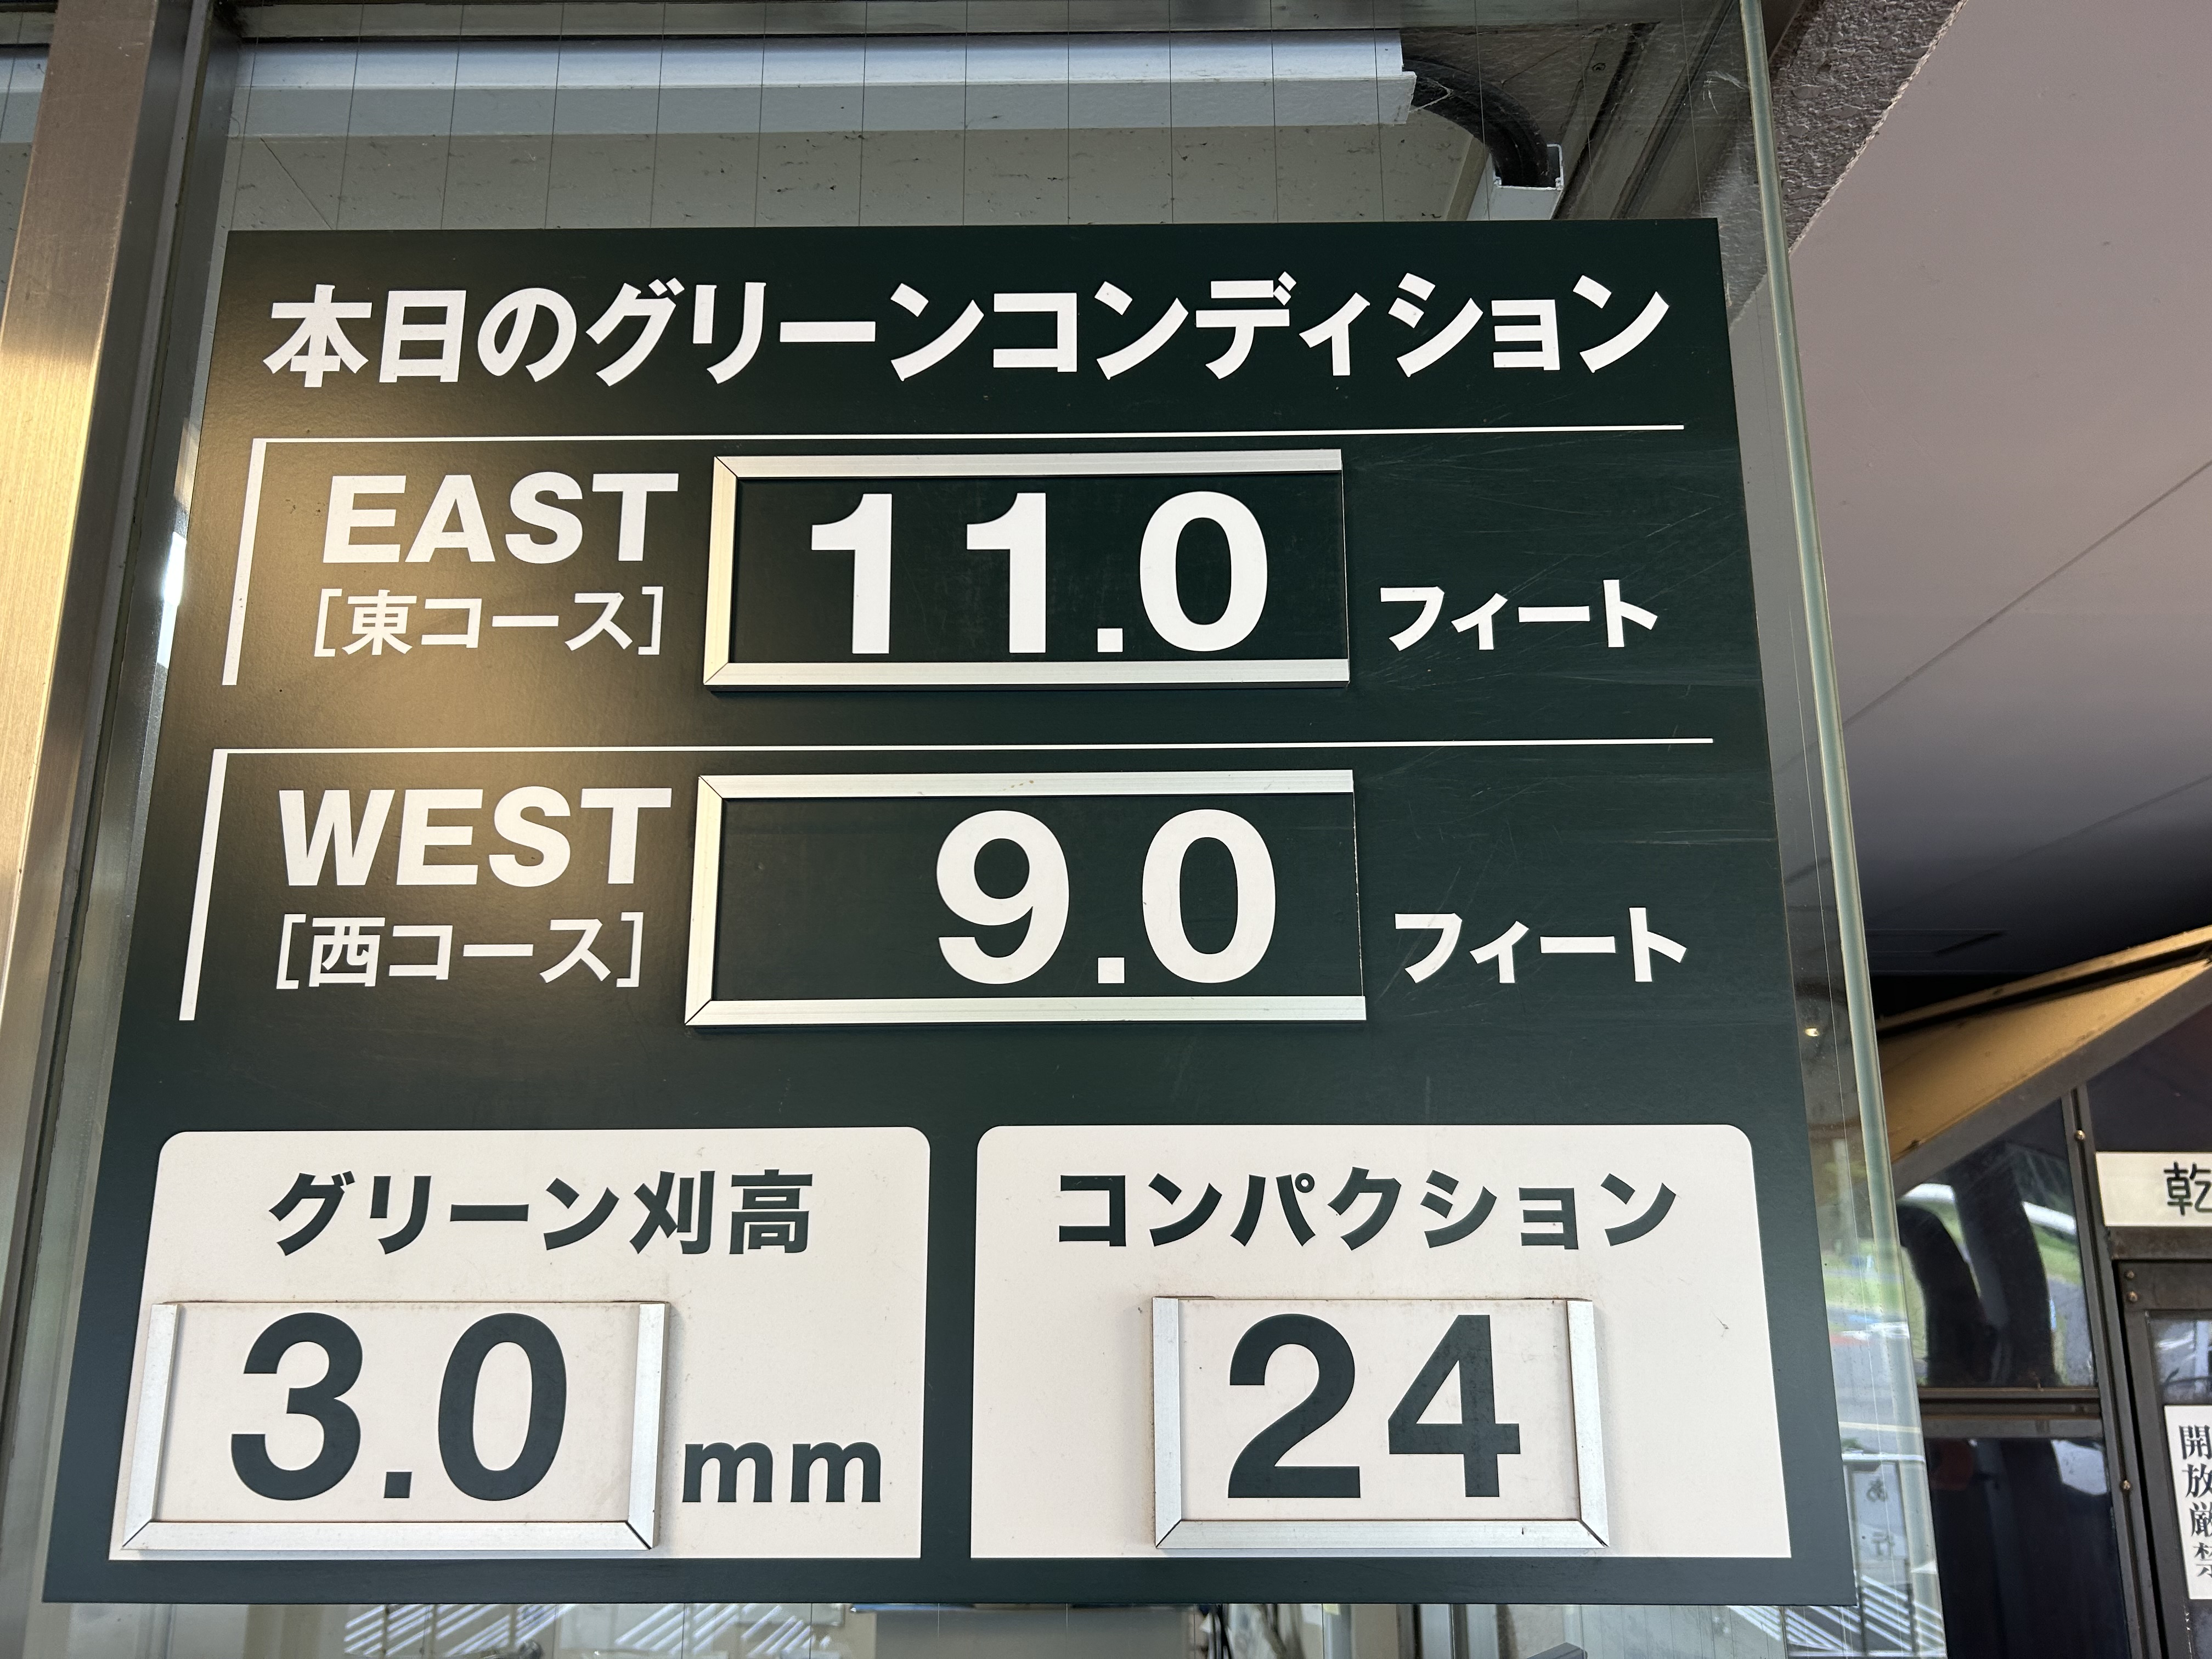 本日のグリーンコンディション
EAST
[東コース]
11.0 フィート
WEST
[西コース]
9.0 フィート
グリーン刈高
3.0 mm
コンパクション
24
乾
開放厳禁